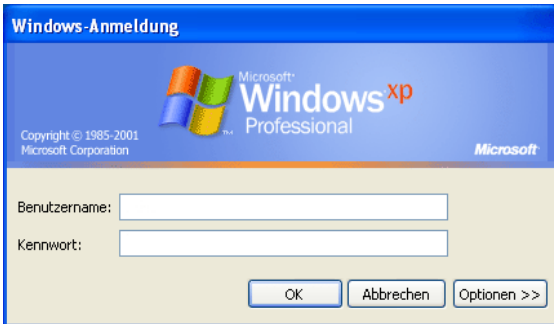 Windows-Anmeldung
Microsoft®
Windows xp
Professional
Copyright © 1985-2001
Microsoft Corporation
Microsoft
Benutzername:
Kennwort:
OK Abbrechen Optionen >>